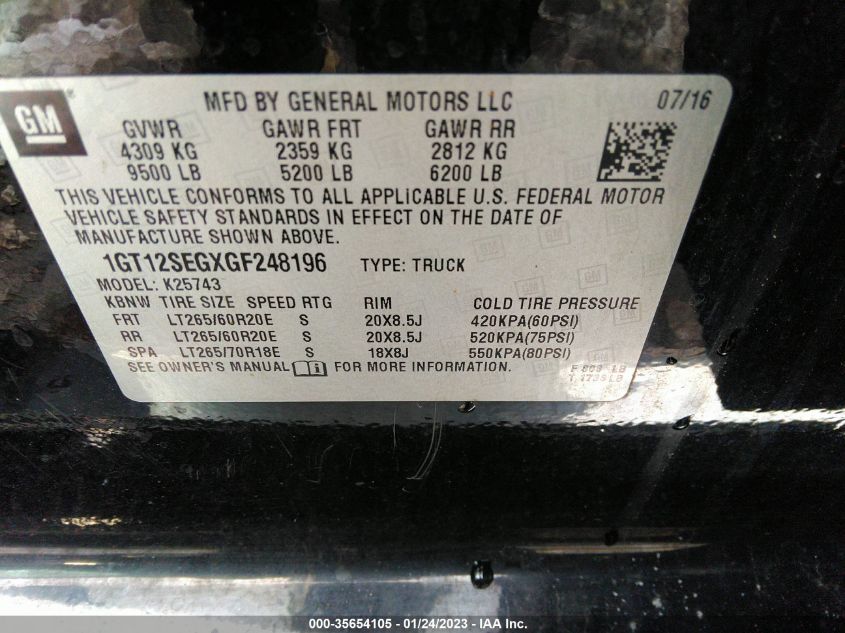 GM
MFD BY GENERAL MOTORS LLC 07/16
GVWR GAWR FRT GAWR RR
4309 KG 2359 KG 2812 KG
9500 LB 5200 LB 6200 LB
THIS VEHICLE CONFORMS TO ALL APPLICABLE U.S. FEDERAL MOTOR
VEHICLE SAFETY STANDARDS IN EFFECT ON THE DATE OF
MANUFACTURE SHOWN ABOVE.
1GT12SEGXGF248196 TYPE: TRUCK
MODEL: K25743
KBNW TIRE SIZE SPEED RTG RIM COLD TIRE PRESSURE
FRT LT265/60R20E S 20X8.5J 420KPA(60PSI)
RR LT265/60R20E S 20X8.5J 520KPA(75PSI)
SPA LT265/70R18E S 18X8J 550KPA(80PSI)
SEE OWNER'S MANUAL FOR MORE INFORMATION.
F LB
T LB
000-35654105 - 01/24/2023 - IAA Inc.